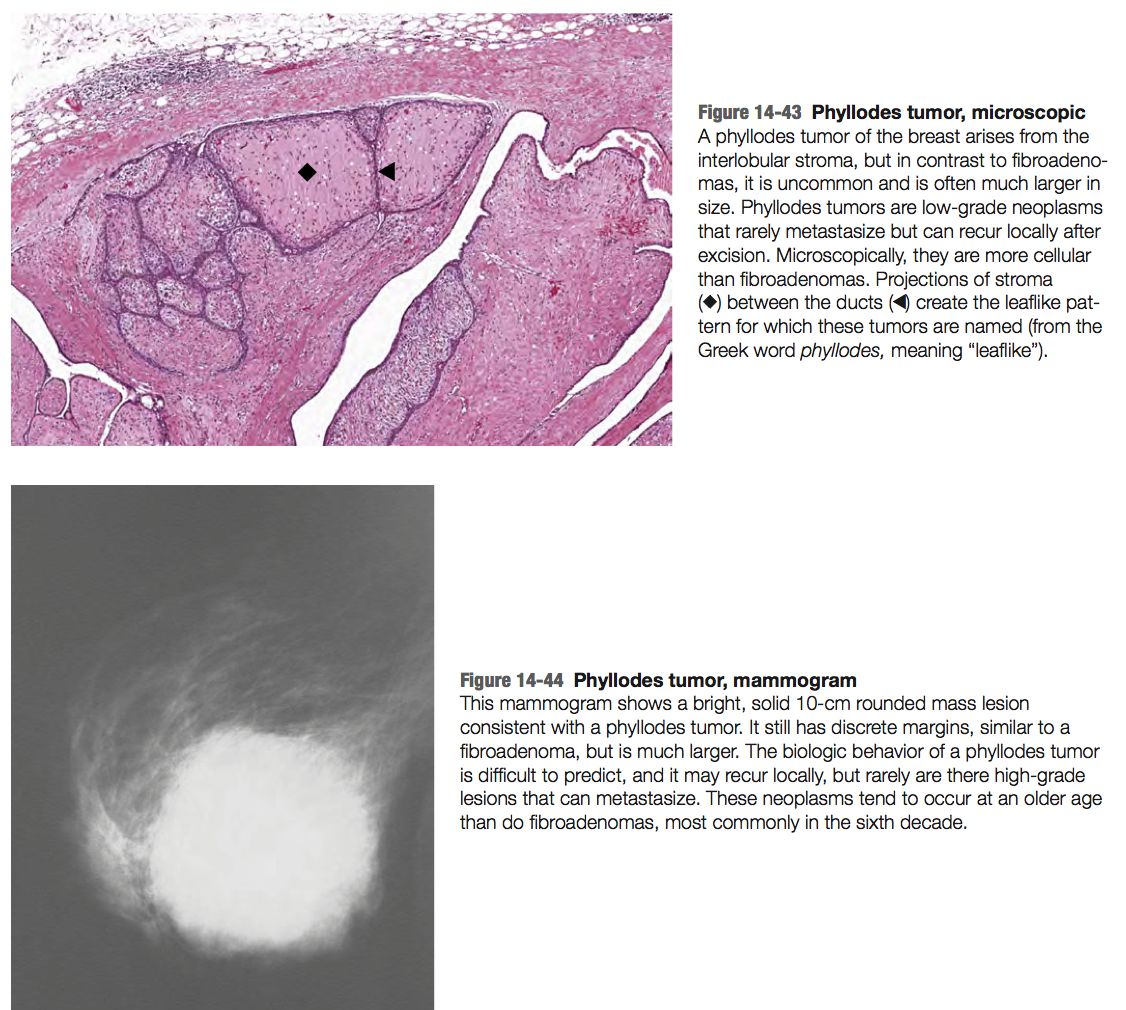 Figure 14-43 Phyllodes tumor, microscopic
A phyllodes tumor of the breast arises from the
interlobular stroma, but in contrast to fibroadeno-
mas, it is uncommon and is often much larger in
size. Phyllodes tumors are low-grade neoplasms
that rarely metastasize but can recur locally after
excision. Microscopically, they are more cellular
than fibroadenomas. Projections of stroma
(◆) between the ducts (◀) create the leaflike pat-
tern for which these tumors are named (from the
Greek word phyllodes, meaning “leaflike”).
Figure 14-44 Phyllodes tumor, mammogram
This mammogram shows a bright, solid 10-cm rounded mass lesion
consistent with a phyllodes tumor. It still has discrete margins, similar to a
fibroadenoma, but is much larger. The biologic behavior of a phyllodes tumor
is difficult to predict, and it may recur locally, but rarely are there high-grade
lesions that can metastasize. These neoplasms tend to occur at an older age
than do fibroadenomas, most commonly in the sixth decade.